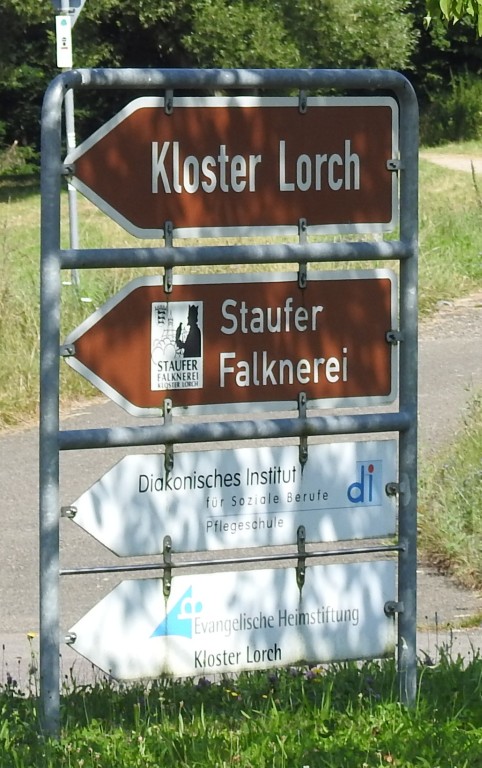 Kloster Lorch
Staufer
Falknerei
STAUFER
FALKNEREI
KLOSTER LORCH
Diakonisches Institut
für Soziale Berufe
Pflegeschule
di
Evangelische Heimstiftung
Kloster Lorch